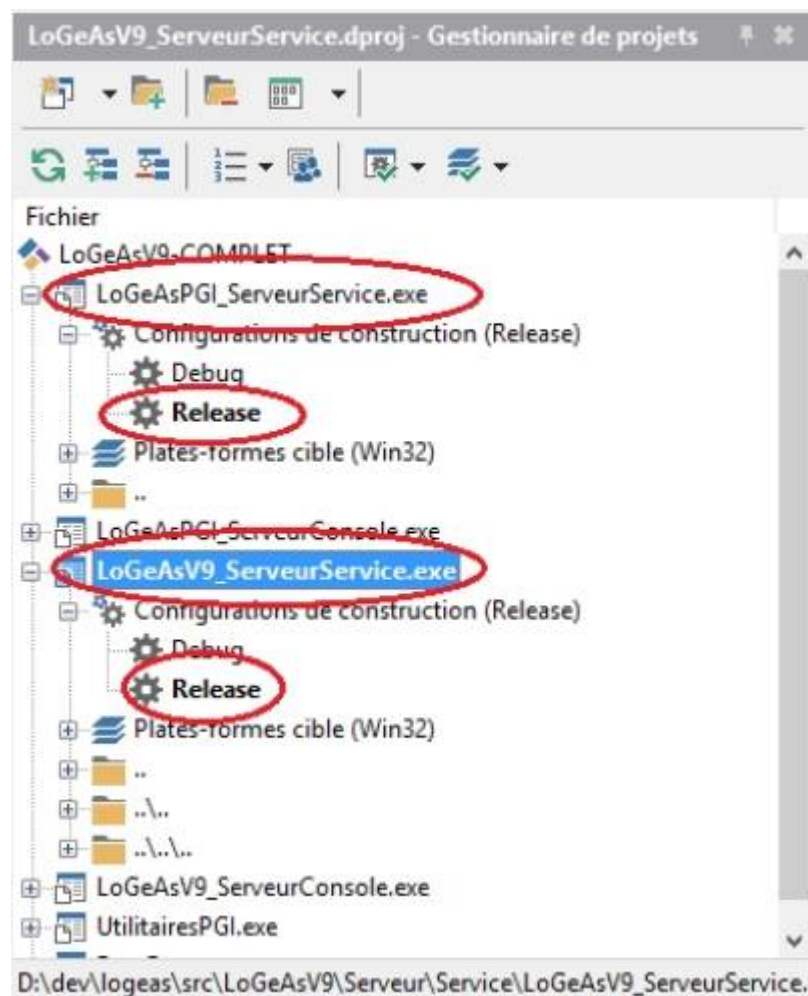 LoGeAsV9_ServeurService.dproj - Gestionnaire de projets
Fichier
LoGeAsV9-COMPLET
LoGeAsPGI_ServeurService.exe
Configurations de construction (Release)
Debug
Release
Plates-formes cible (Win32)
..
LoGeAsPGI_ServeurConsole.exe
LoGeAsV9_ServeurService.exe
Configurations de construction (Release)
Debug
Release
Plates-formes cible (Win32)
..
..\..
..\..\..
LoGeAsV9_ServeurConsole.exe
UtilitairesPGI.exe
D:\dev\logeas\src\LoGeAsV9\Serveur\Service\LoGeAsV9_ServeurService.